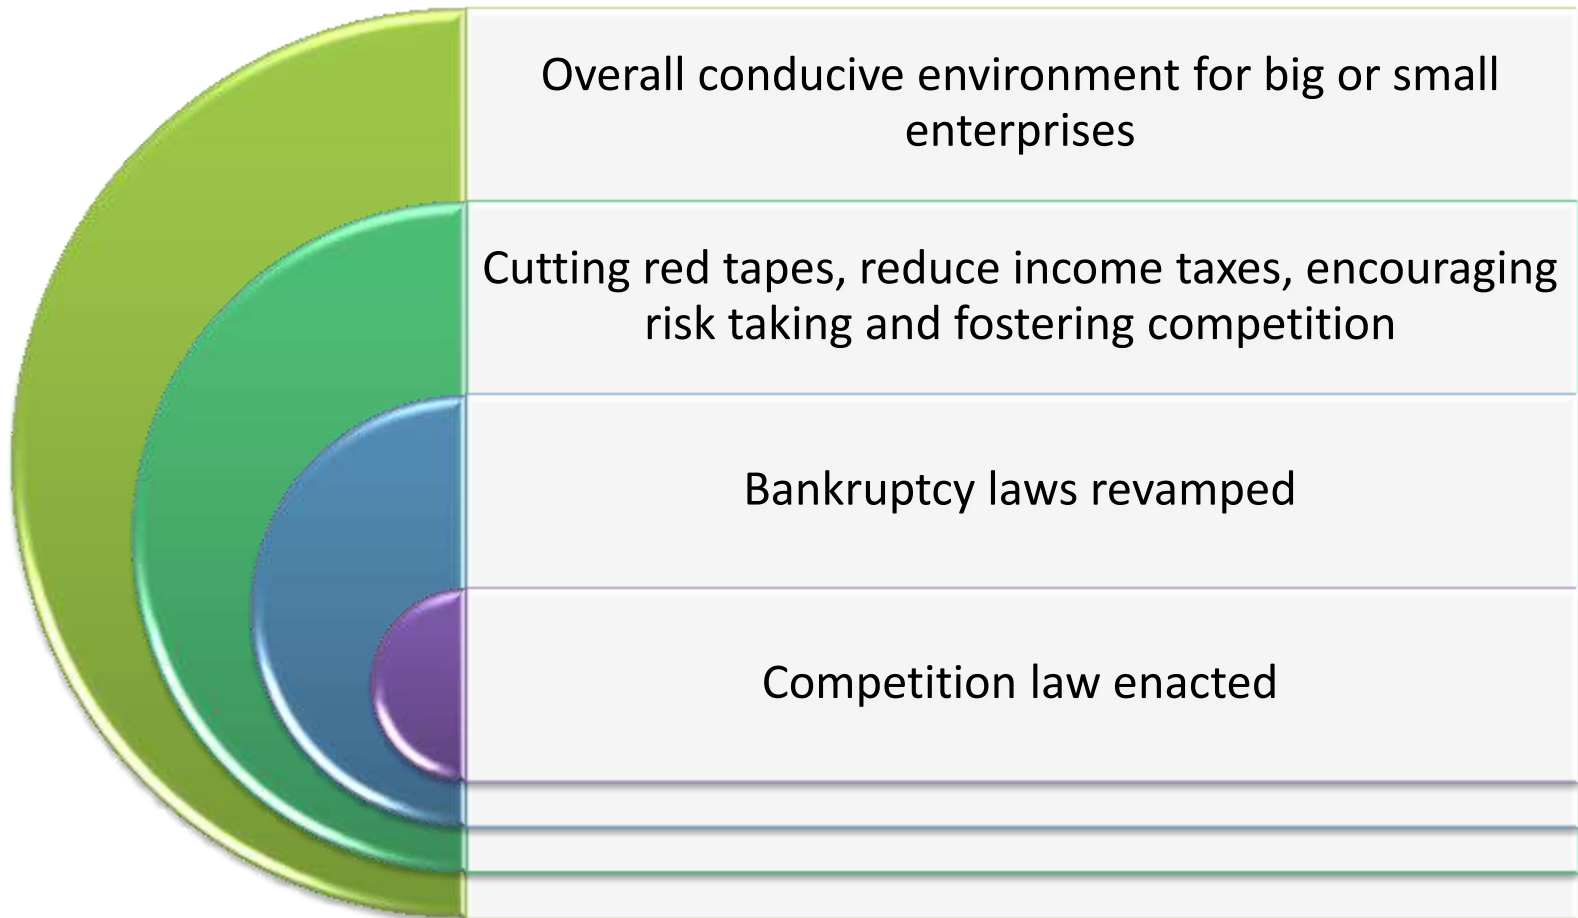 Overall conducive environment for big or small
enterprises
Cutting red tapes, reduce income taxes, encouraging
risk taking and fostering competition
Bankruptcy laws revamped
Competition law enacted